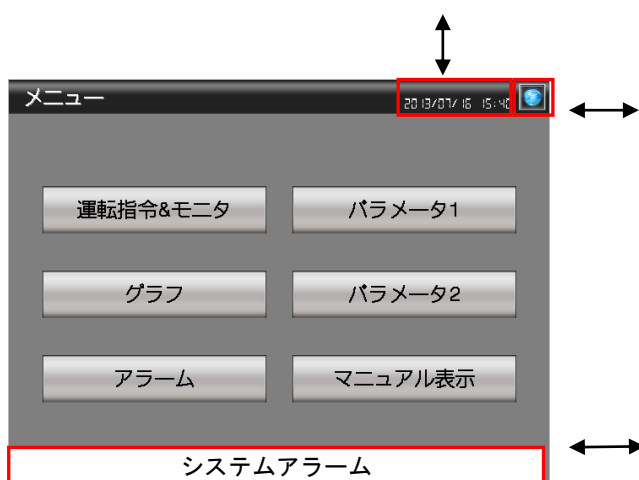 メニュー
2013/07/16 15:40
運転指令&モニタ
パラメータ1
グラフ
パラメータ2
アラーム
マニュアル表示
システムアラーム